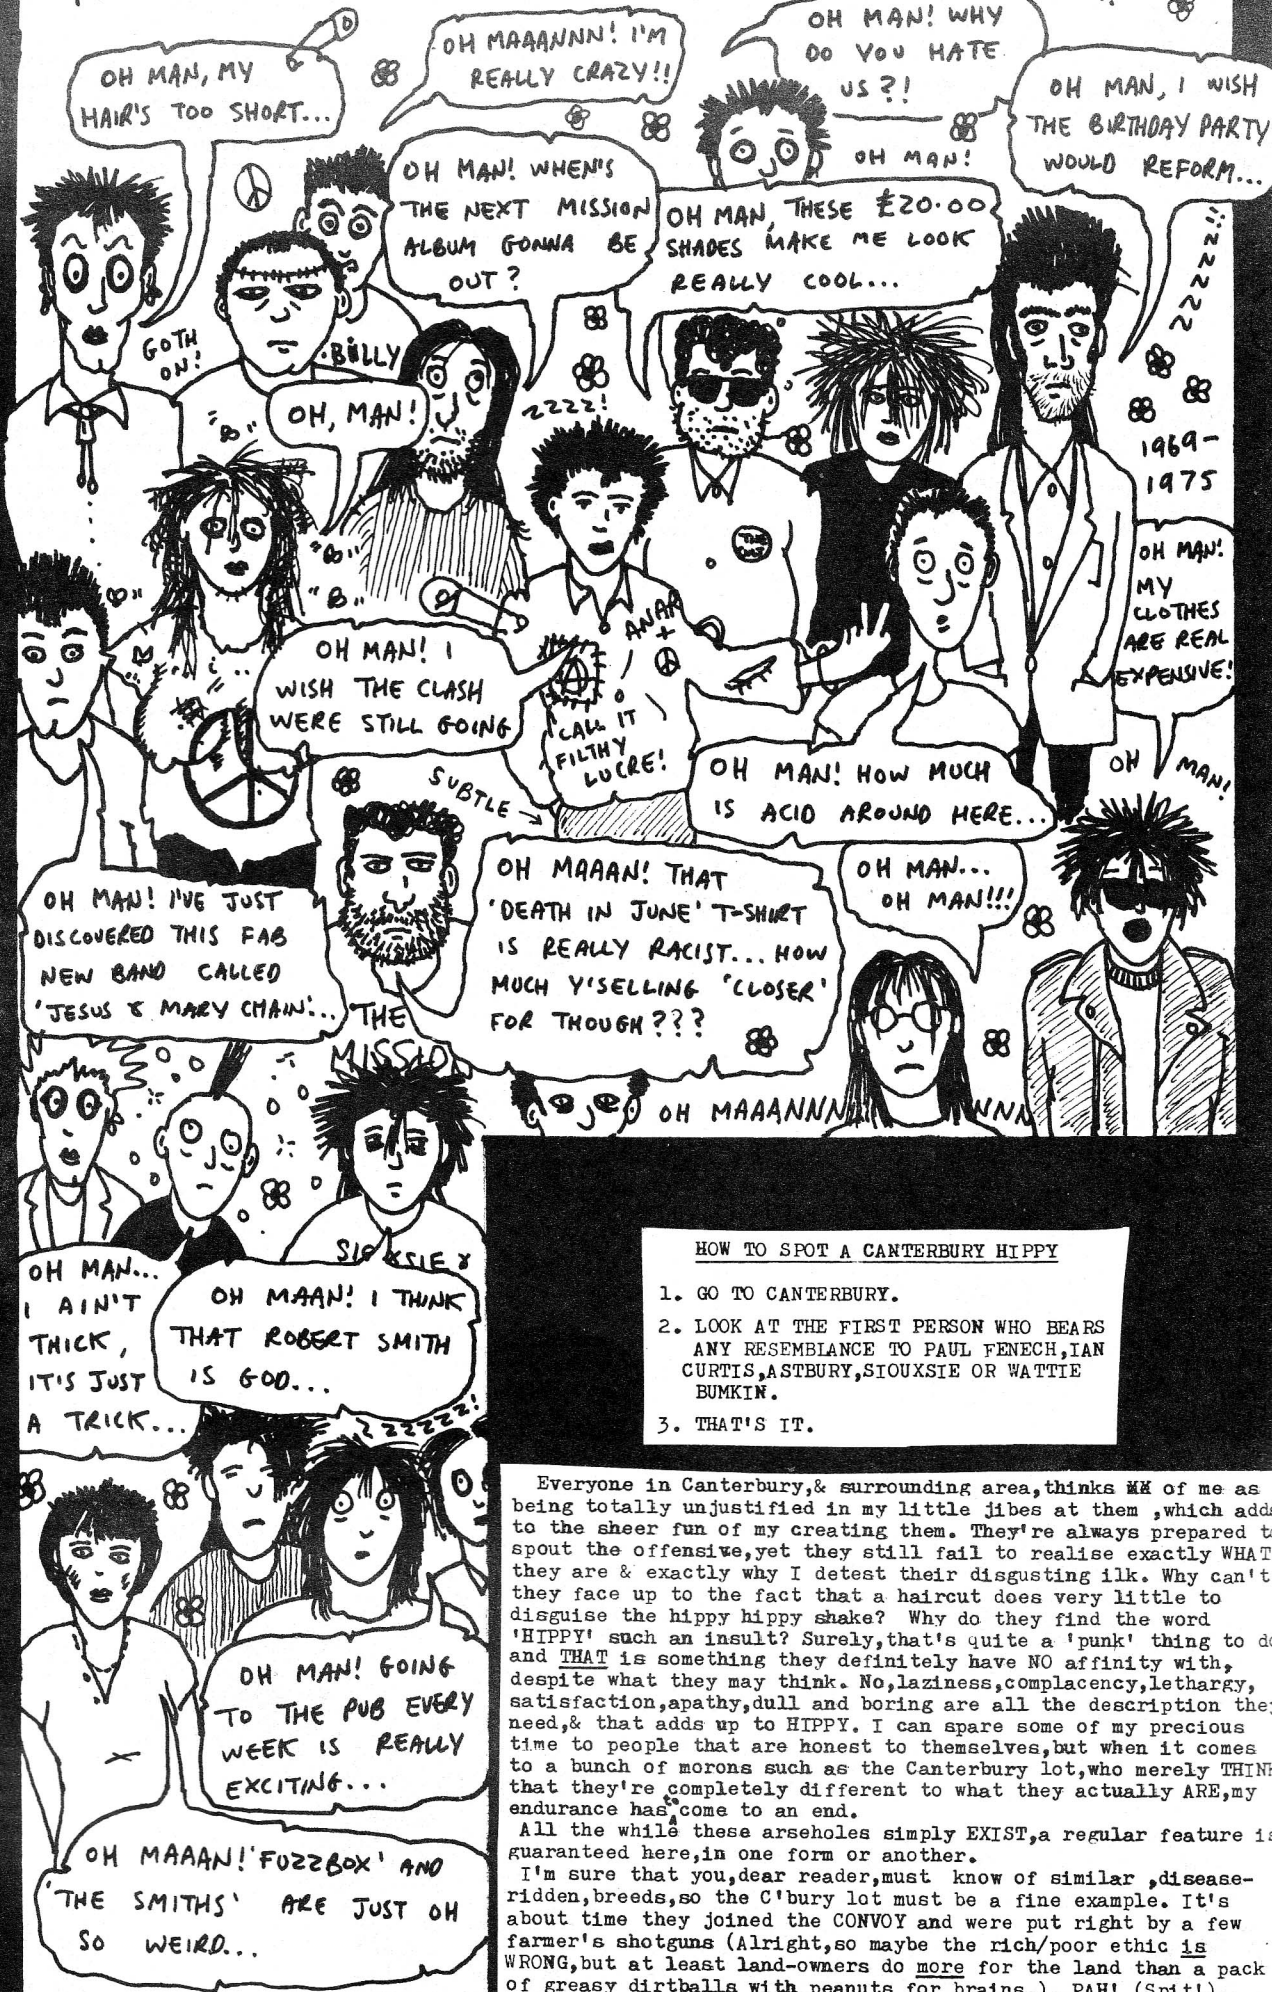 OH MAN, MY
HAIR'S TOO SHORT...
OH MAAANNN! I'M
REALLY CRAZY!!
OH MAN! WHY
DO YOU HATE
US?!
OH MAN!
OH MAN, I WISH
THE BIRTHDAY PARTY
WOULD REFORM...
OH MAN! WHEN'S
THE NEXT MISSION
ALBUM GONNA BE
OUT?
OH MAN, THESE £20.00
SHADES MAKE ME LOOK
REALLY COOL...
ZZZZZ!!
GOTH
ON!
BILLY
OH, MAN!
ZZZZ!
THE
CULT
1969-
1975
OH MAN!
MY
CLOTHES
ARE REAL
EXPENSIVE!
OH MAN!
OH MAN! I
WISH THE CLASH
WERE STILL GOING
ANAR
+
A
CALL IT
FILTHY
LUCRE!
SUBTLE →
OH MAN! HOW MUCH
IS ACID AROUND HERE...
OH MAN! I'VE JUST
DISCOVERED THIS FAB
NEW BAND CALLED
'JESUS & MARY CHAIN'...
OH MAAAN! THAT
'DEATH IN JUNE' T-SHIRT
IS REALLY RACIST... HOW
MUCH Y'SELLING 'CLOSER'
FOR THOUGH???
OH MAN...
OH MAN!!!
THE
MISSIO
OH MAAANNN NNN
SIOUXSIE &
OH MAN...
I AIN'T
THICK,
IT'S JUST
A TRICK...
OH MAAN! I THINK
THAT ROBERT SMITH
IS GOD...
ZZZZZZ!
OH MAN! GOING
TO THE PUB EVERY
WEEK IS REALLY
EXCITING...
OH MAAAN! 'FUZZBOX' AND
'THE SMITHS' ARE JUST OH
SO WEIRD...
HOW TO SPOT A CANTERBURY HIPPY
1. GO TO CANTERBURY.
2. LOOK AT THE FIRST PERSON WHO BEARS
ANY RESEMBLANCE TO PAUL FENECH,IAN
CURTIS,ASTBURY,SIOUXSIE OR WATTIE
BUMKIN.
3. THAT'S IT.
Everyone in Canterbury,& surrounding area,thinks XX of me as
being totally unjustified in my little jibes at them ,which adds
to the sheer fun of my creating them. They're always prepared to
spout the offensive,yet they still fail to realise exactly WHAT
they are & exactly why I detest their disgusting ilk. Why can't
they face up to the fact that a haircut does very little to
disguise the hippy hippy shake? Why do they find the word
'HIPPY' such an insult? Surely,that's quite a 'punk' thing to do
and THAT is something they definitely have NO affinity with,
despite what they may think. No,laziness,complacency,lethargy,
satisfaction,apathy,dull and boring are all the description they
need,& that adds up to HIPPY. I can spare some of my precious
time to people that are honest to themselves,but when it comes
to a bunch of morons such as the Canterbury lot,who merely THINK
that they're completely different to what they actually ARE,my
endurance has come to an end.
All the while these arseholes simply EXIST,a regular feature is
guaranteed here,in one form or another.
I'm sure that you,dear reader,must know of similar ,disease-
ridden,breeds,so the C'bury lot must be a fine example. It's
about time they joined the CONVOY and were put right by a few
farmer's shotguns (Alright,so maybe the rich/poor ethic is
WRONG,but at least land-owners do more for the land than a pack
of greasy dirtballs with peanuts for brains.) PAH! (Spit!)